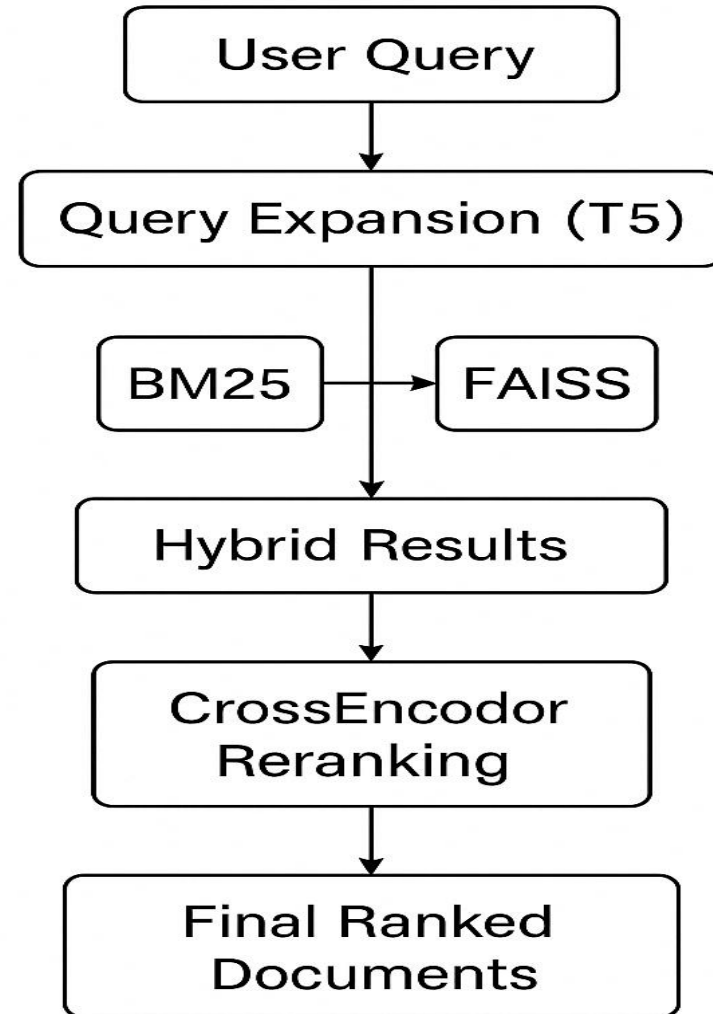 User Query
Query Expansion (T5)
BM25
FAISS
Hybrid Results
CrossEncodor
Reranking
Final Ranked
Documents